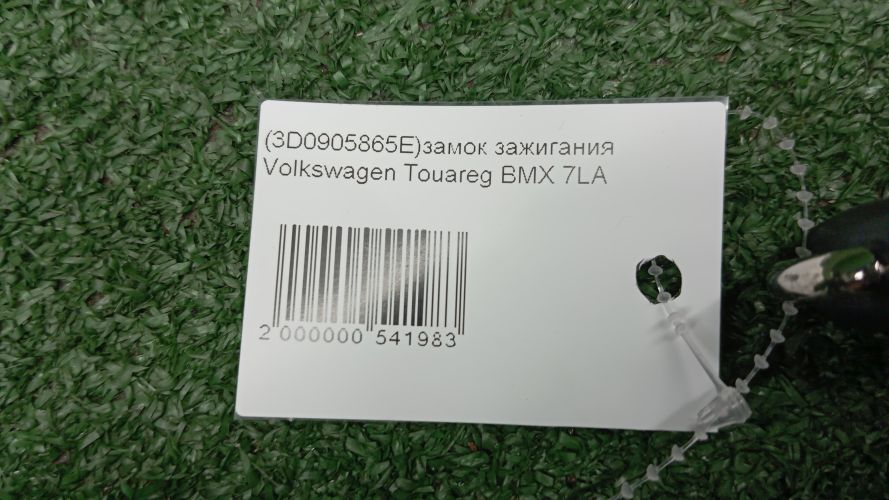 (3D0905865E)замок зажигания
Volkswagen Touareg BMX 7LA
2 000000 541983